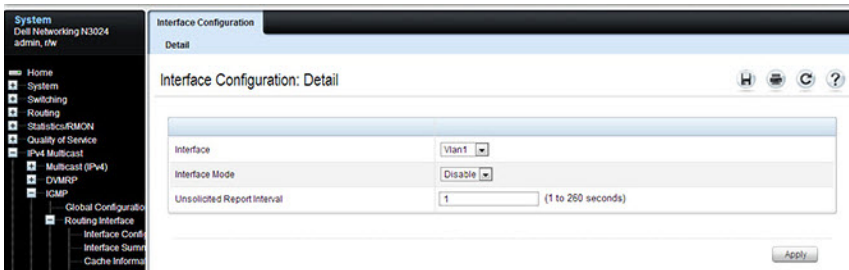 System
Dell Networking N3024
admin, r/w
Home
System
Switching
Routing
Statistics/RMON
Quality of Service
IPv4 Multicast
Multicast (IPv4)
DVMRP
IGMP
Global Configuratio
Routing Interface
Interface Confi
Interface Summ
Cache Informa
Interface Configuration
Detail
Interface Configuration: Detail
?
Interface Vlan1
Interface Mode Disable
Unsolicited Report Interval 1 (1 to 260 seconds)
Apply